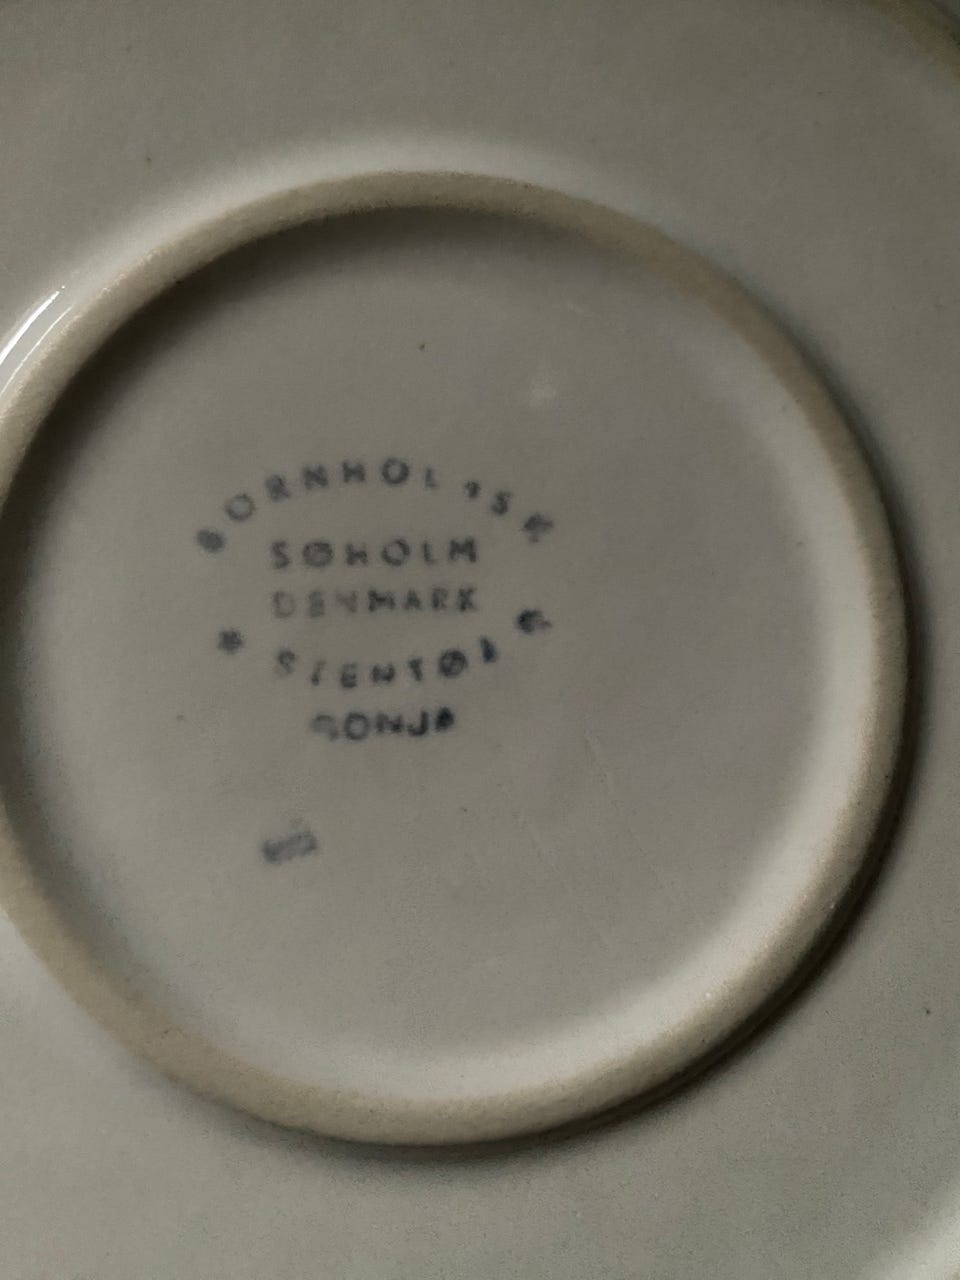 BORNHOLMSK
SØHOLM
DENMARK
* STENTØJ *
SONJA